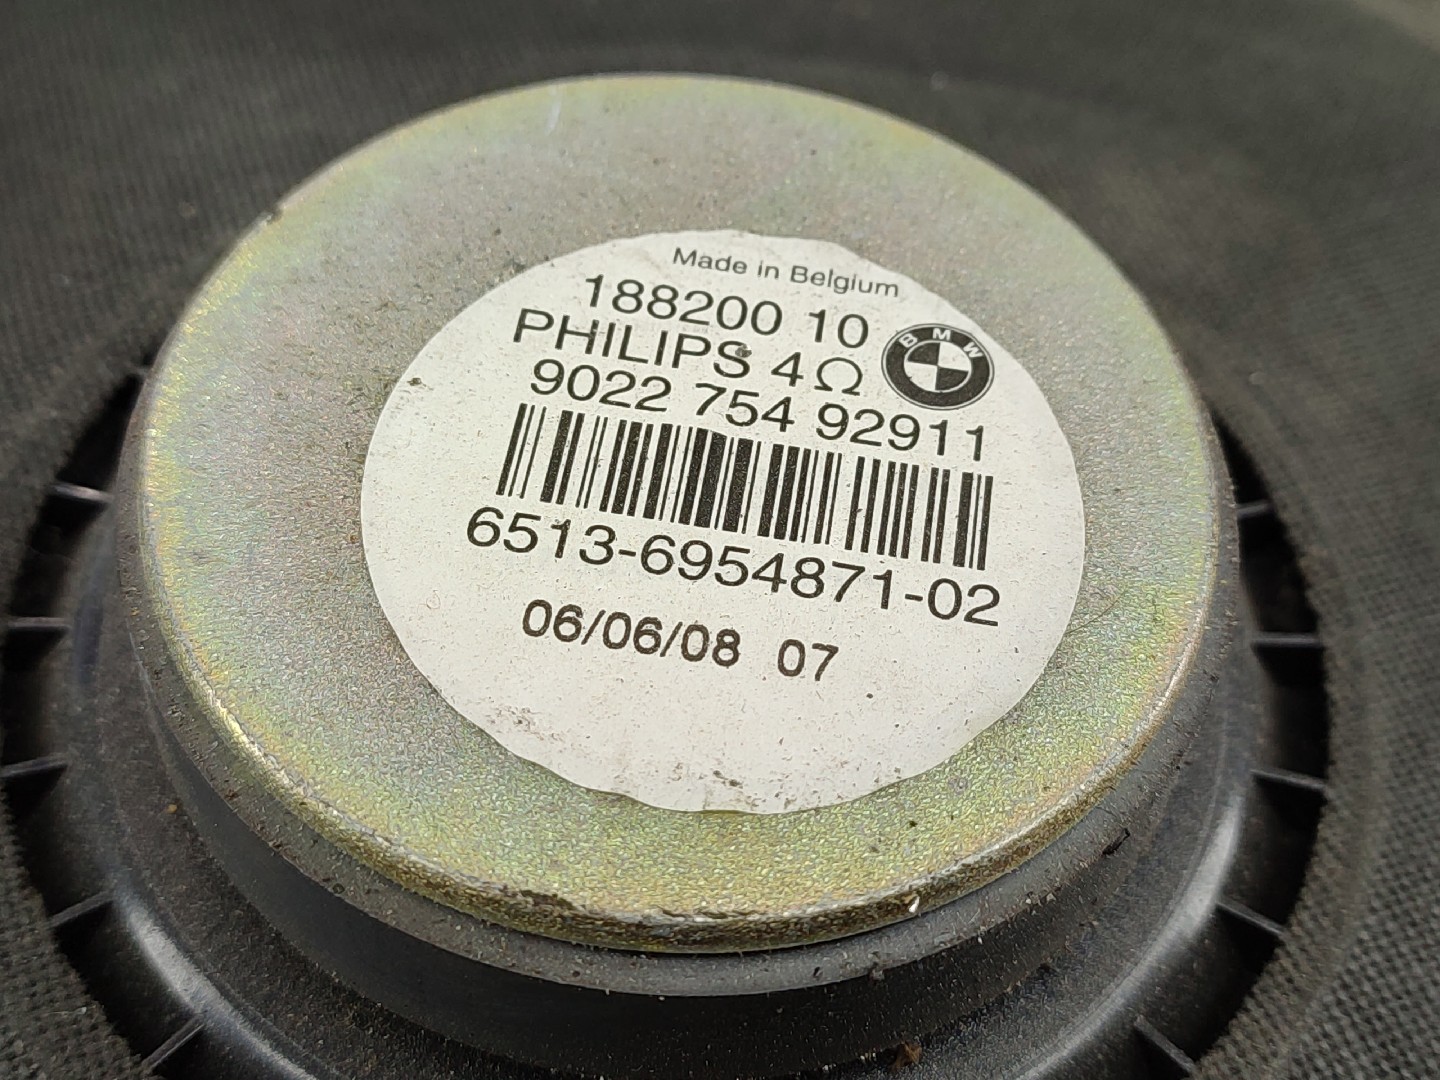 Made in Belgium
188200 10
BMW
PHILIPS 4Ω
9022 754 92911
6513-6954871-02
06/06/08 07